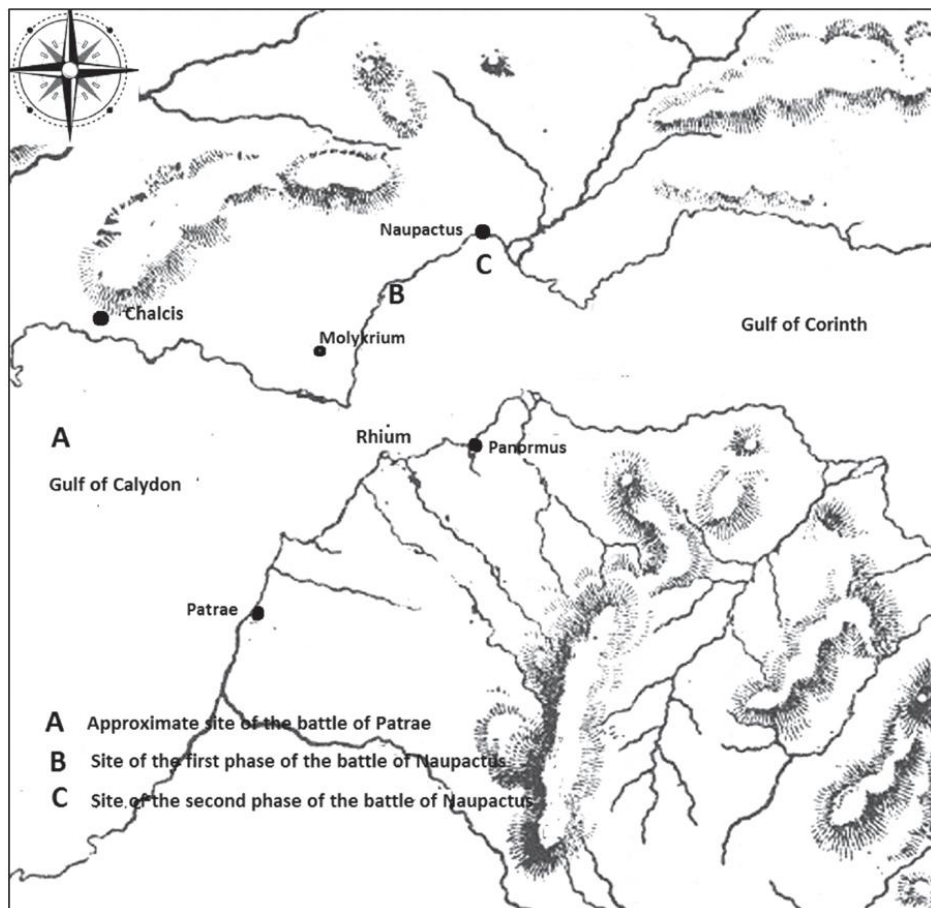 Naupactus
C
B
Chalcis
Gulf of Corinth
Molykrium
A
Rhium
Panormus
Gulf of Calydon
Patrae
A Approximate site of the battle of Patrae
B Site of the first phase of the battle of Naupactus
C Site of the second phase of the battle of Naupactus